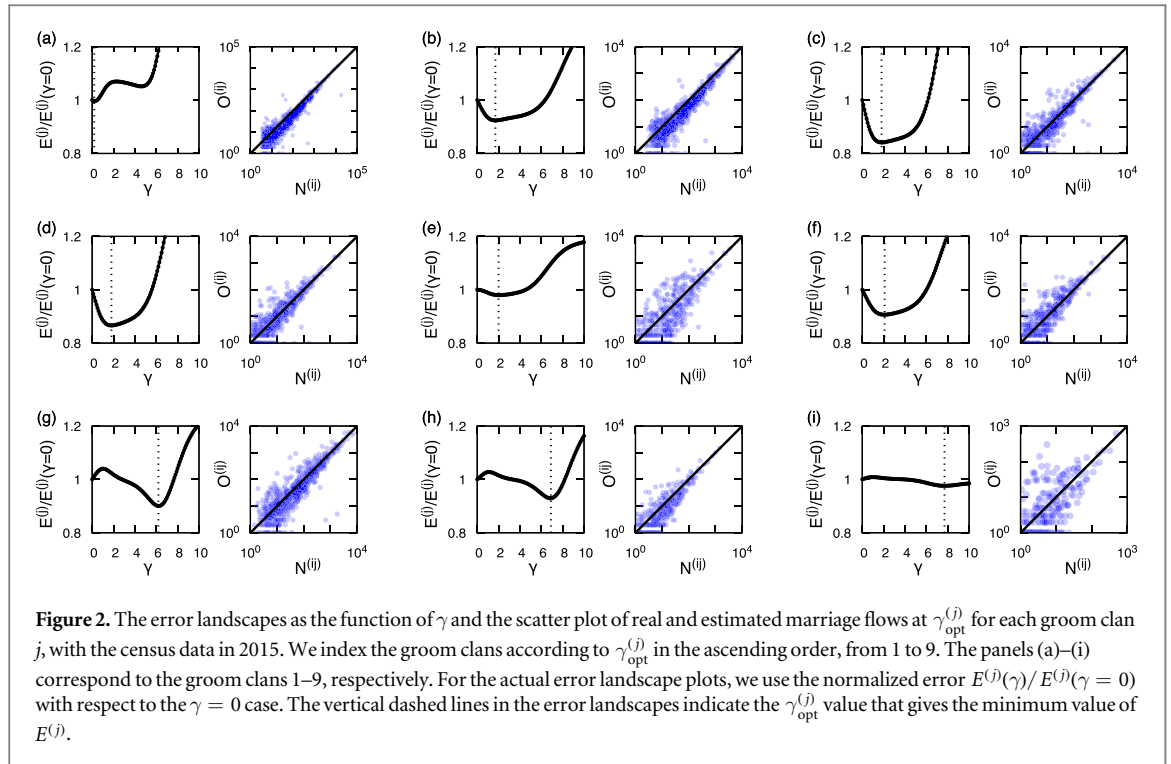 (a)
1.2
1
0.8
E(j)/E(j)(γ=0)
0 2 4 6 8 10
γ
10^5
10^0
O(ij)
10^0 10^5
N(ij)
(b)
1.2
1
0.8
E(j)/E(j)(γ=0)
0 2 4 6 8 10
γ
10^4
10^0
O(ij)
10^0 10^4
N(ij)
(c)
1.2
1
0.8
E(j)/E(j)(γ=0)
0 2 4 6 8 10
γ
10^4
10^0
O(ij)
10^0 10^4
N(ij)
(d)
1.2
1
0.8
E(j)/E(j)(γ=0)
0 2 4 6 8 10
γ
10^4
10^0
O(ij)
10^0 10^4
N(ij)
(e)
1.2
1
0.8
E(j)/E(j)(γ=0)
0 2 4 6 8 10
γ
10^4
10^0
O(ij)
10^0 10^4
N(ij)
(f)
1.2
1
0.8
E(j)/E(j)(γ=0)
0 2 4 6 8 10
γ
10^4
10^0
O(ij)
10^0 10^4
N(ij)
(g)
1.2
1
0.8
E(j)/E(j)(γ=0)
0 2 4 6 8 10
γ
10^4
10^0
O(ij)
10^0 10^4
N(ij)
(h)
1.2
1
0.8
E(j)/E(j)(γ=0)
0 2 4 6 8 10
γ
10^4
10^0
O(ij)
10^0 10^4
N(ij)
(i)
1.2
1
0.8
E(j)/E(j)(γ=0)
0 2 4 6 8 10
γ
10^3
10^0
O(ij)
10^0 10^3
N(ij)
Figure 2. The error landscapes as the function of γ and the scatter plot of real and estimated marriage flows at γ_opt^(j) for each groom clan
j, with the census data in 2015. We index the groom clans according to γ_opt^(j) in the ascending order, from 1 to 9. The panels (a)–(i)
correspond to the groom clans 1–9, respectively. For the actual error landscape plots, we use the normalized error E^(j)(γ)/E^(j)(γ = 0)
with respect to the γ = 0 case. The vertical dashed lines in the error landscapes indicate the γ_opt^(j) value that gives the minimum value of
E^(j).